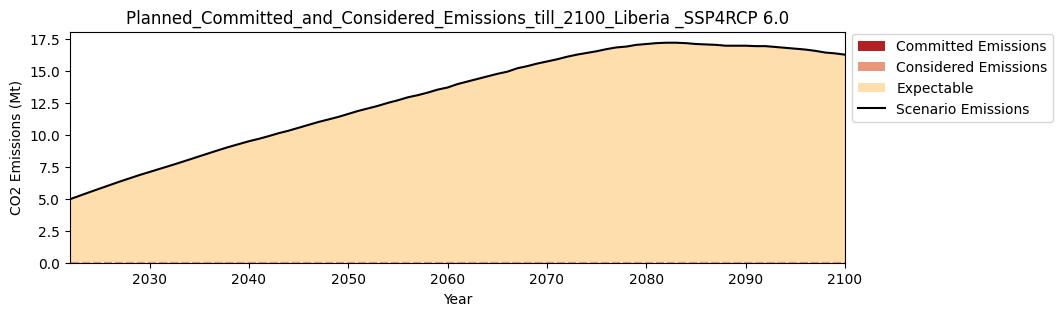 Planned_Committed_and_Considered_Emissions_till_2100_Liberia _SSP4RCP 6.0
CO2 Emissions (Mt)
17.5
15.0
12.5
10.0
7.5
5.0
2.5
0.0
2030 2040 2050 2060 2070 2080 2090 2100
Year
Committed Emissions
Considered Emissions
Expectable
Scenario Emissions